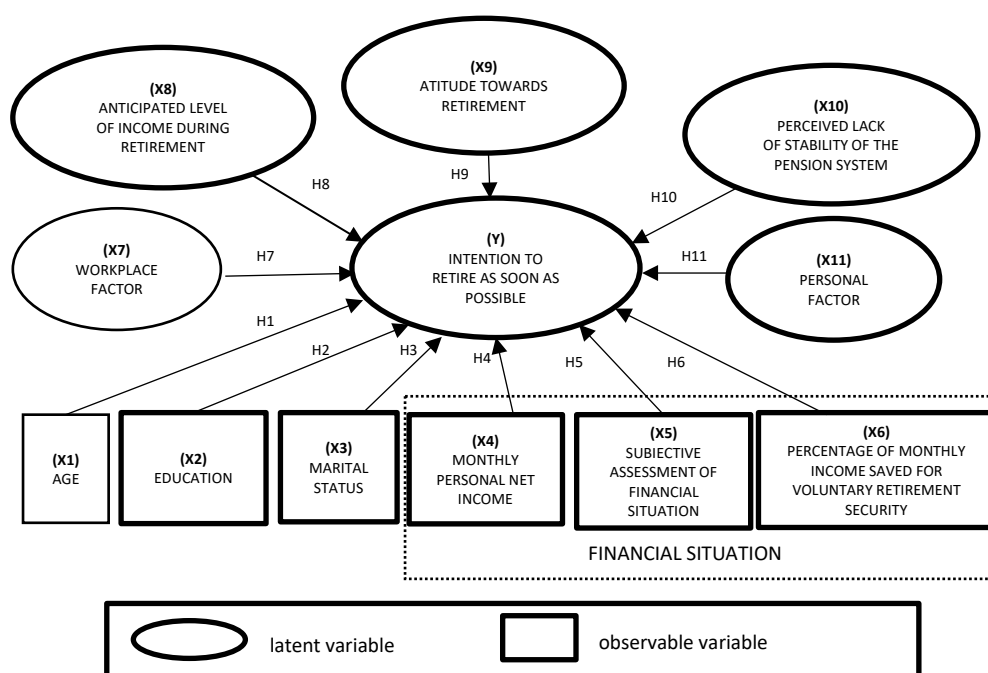 (X8)
ANTICIPATED LEVEL
OF INCOME DURING
RETIREMENT
(X9)
ATITUDE TOWARDS
RETIREMENT
(X10)
PERCEIVED LACK
OF STABILITY OF THE
PENSION SYSTEM
H8
H9
H10
(X7)
WORKPLACE
FACTOR
H7
(Y)
INTENTION TO
RETIRE AS SOON AS
POSSIBLE
H11
(X11)
PERSONAL
FACTOR
H1
H2
H3
H4
H5
H6
(X1)
AGE
(X2)
EDUCATION
(X3)
MARITAL
STATUS
(X4)
MONTHLY
PERSONAL NET
INCOME
(X5)
SUBIECTIVE
ASSESSMENT OF
FINANCIAL
SITUATION
(X6)
PERCENTAGE OF MONTHLY
INCOME SAVED FOR
VOLUNTARY RETIREMENT
SECURITY
FINANCIAL SITUATION
latent variable
observable variable